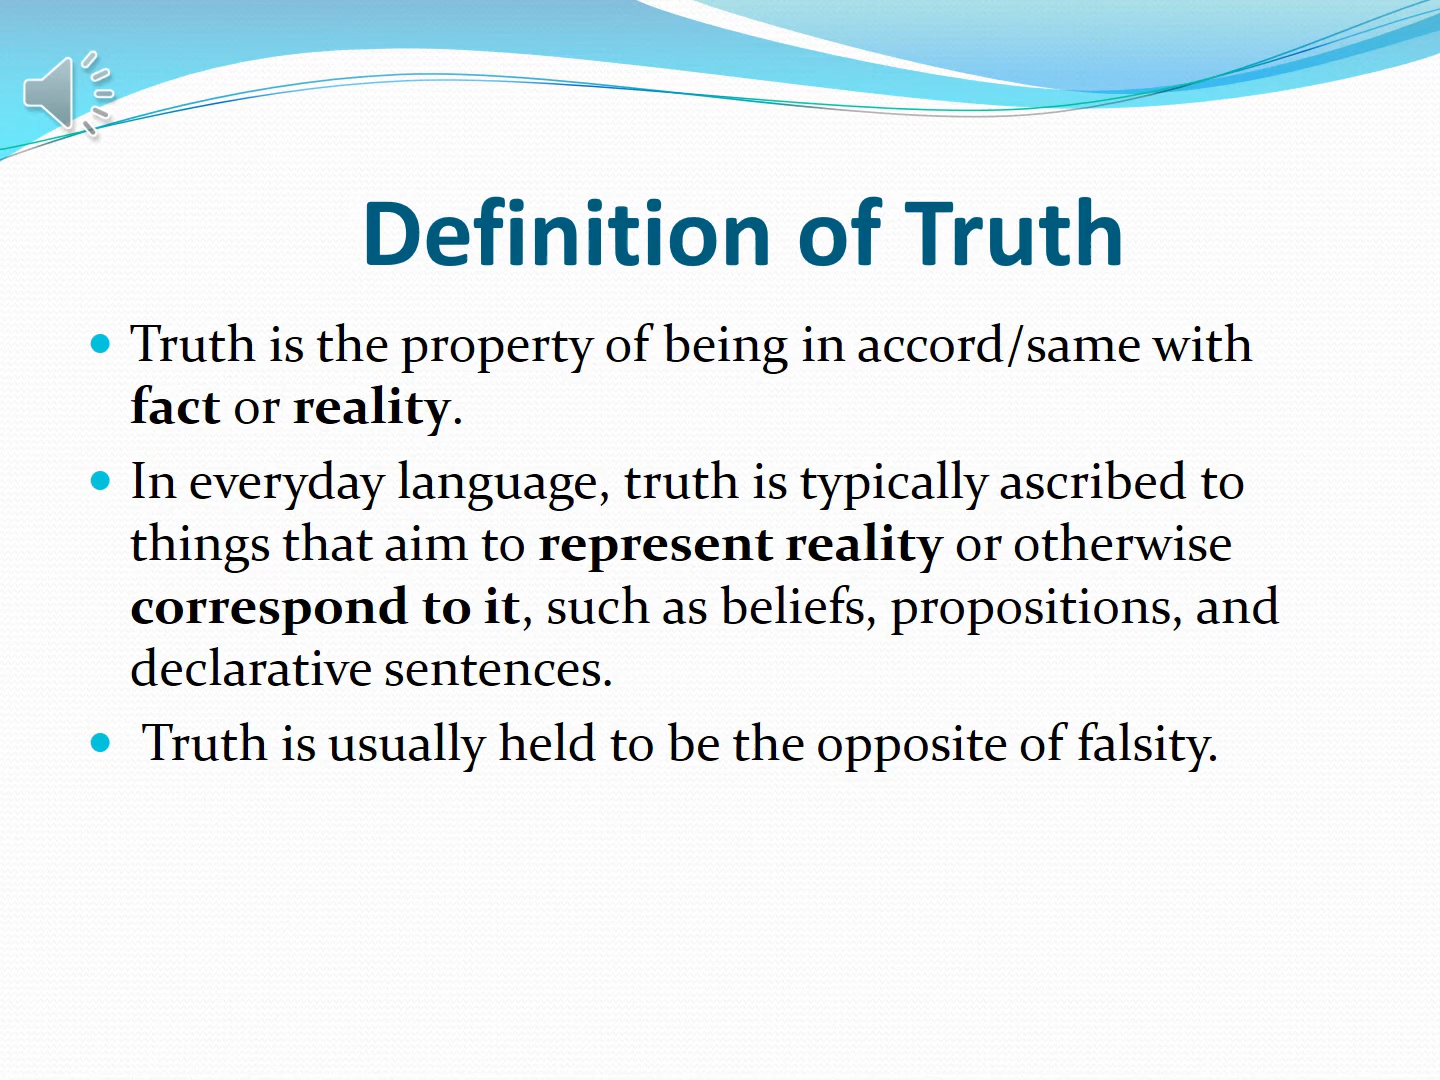 Definition of Truth
• Truth is the property of being in accord/same with
fact or reality.
• In everyday language, truth is typically ascribed to
things that aim to represent reality or otherwise
correspond to it, such as beliefs, propositions, and
declarative sentences.
• Truth is usually held to be the opposite of falsity.